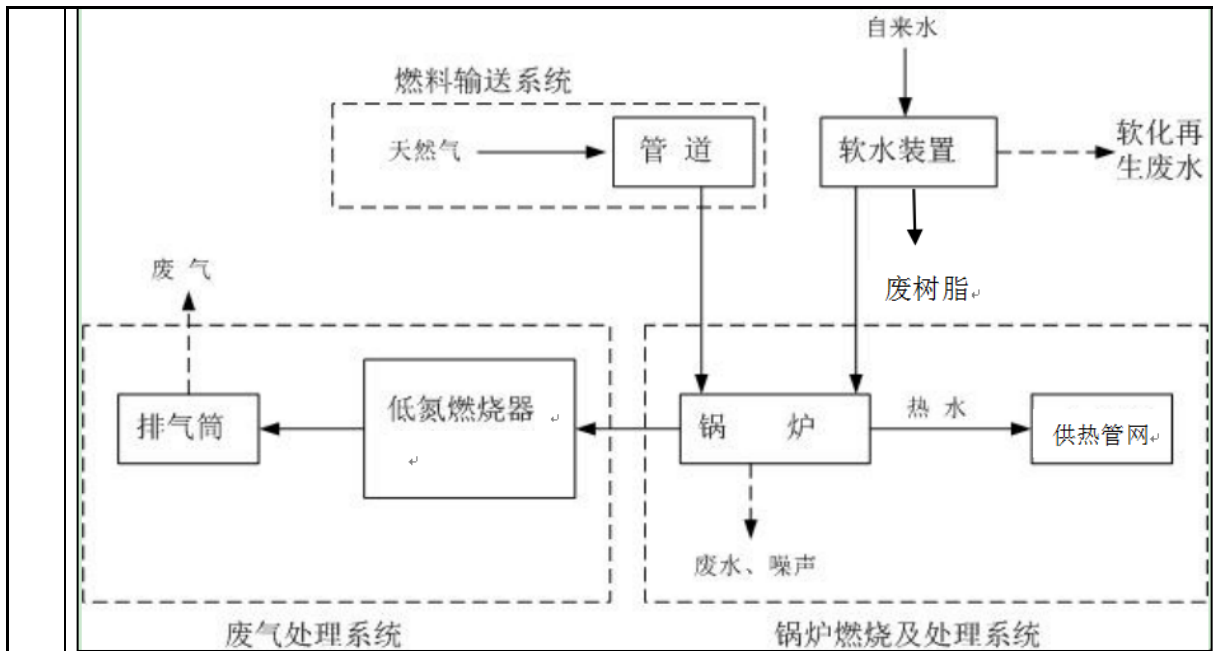 自来水
燃料输送系统
天然气
管 道
软水装置
软化再
生废水
废 气
废树脂
排气筒
低氮燃烧器
锅 炉
热 水
供热管网
废水、噪声
废气处理系统
锅炉燃烧及处理系统